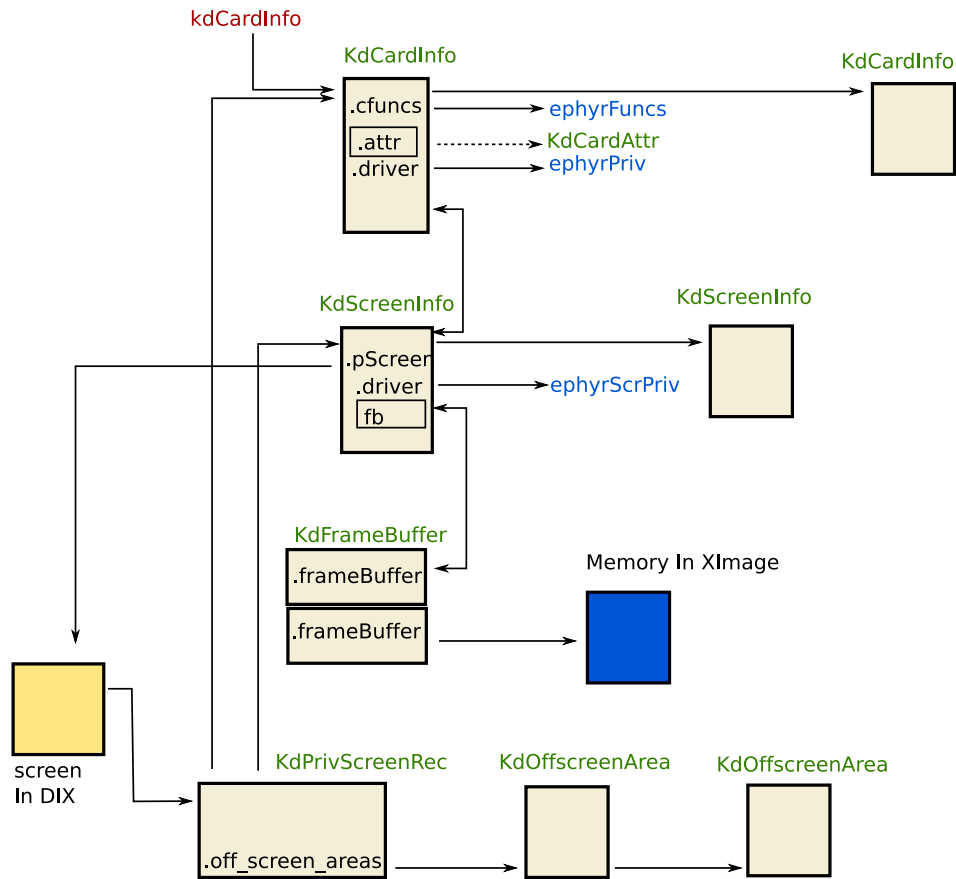 kdCardInfo
KdCardInfo
KdCardInfo
.cfuncs
ephyrFuncs
.attr
KdCardAttr
.driver
ephyrPriv
KdScreenInfo
KdScreenInfo
.pScreen
.driver
ephyrScrPriv
fb
KdFrameBuffer
.frameBuffer
Memory In XImage
.frameBuffer
screen
In DIX
KdPrivScreenRec
KdOffscreenArea
KdOffscreenArea
.off_screen_areas